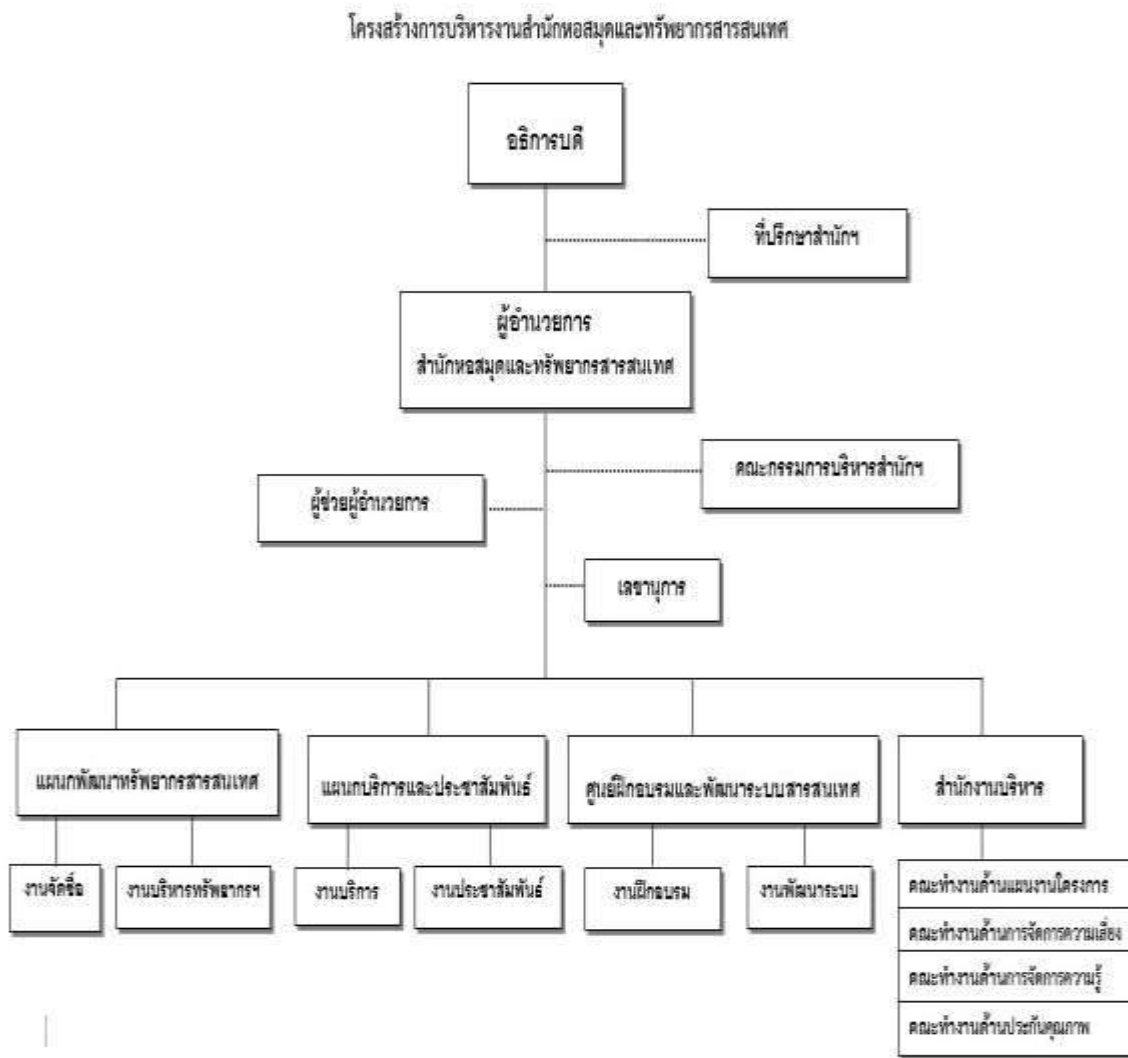 โครงสร้างการบริหารงานสำนักหอสมุดและทรัพยากรสารสนเทศ
อธิการบดี
ที่ปรึกษาสำนักฯ
ผู้อำนวยการ
สำนักหอสมุดและทรัพยากรสารสนเทศ
คณะกรรมการบริหารสำนักฯ
ผู้ช่วยผู้อำนวยการ
เลขานุการ
แผนกพัฒนาทรัพยากรสารสนเทศ
แผนกบริการและประชาสัมพันธ์
ศูนย์ฝึกอบรมและพัฒนาระบบสารสนเทศ
สำนักงานบริหาร
งานจัดซื้อ
งานบริหารทรัพยากรฯ
งานบริการ
งานประชาสัมพันธ์
งานฝึกอบรม
งานพัฒนาระบบ
คณะทำงานด้านแผนงานโครงการ
คณะทำงานด้านการจัดการความเสี่ยง
คณะทำงานด้านการจัดการความรู้
คณะทำงานด้านประกันคุณภาพ